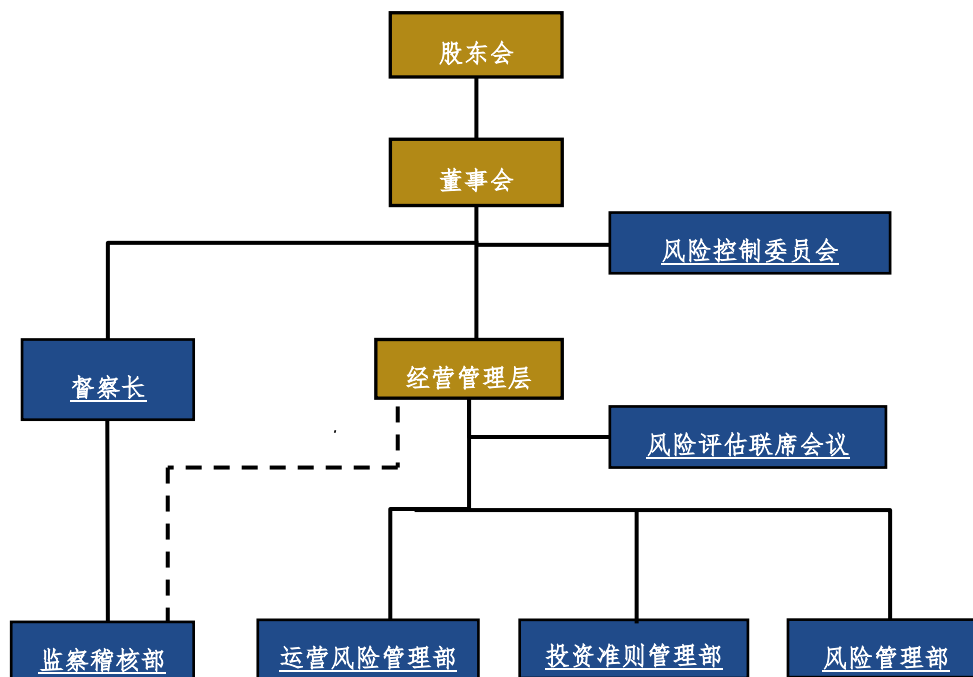 股东会
董事会
风险控制委员会
督察长
经营管理层
风险评估联席会议
监察稽核部
运营风险管理部
投资准则管理部
风险管理部